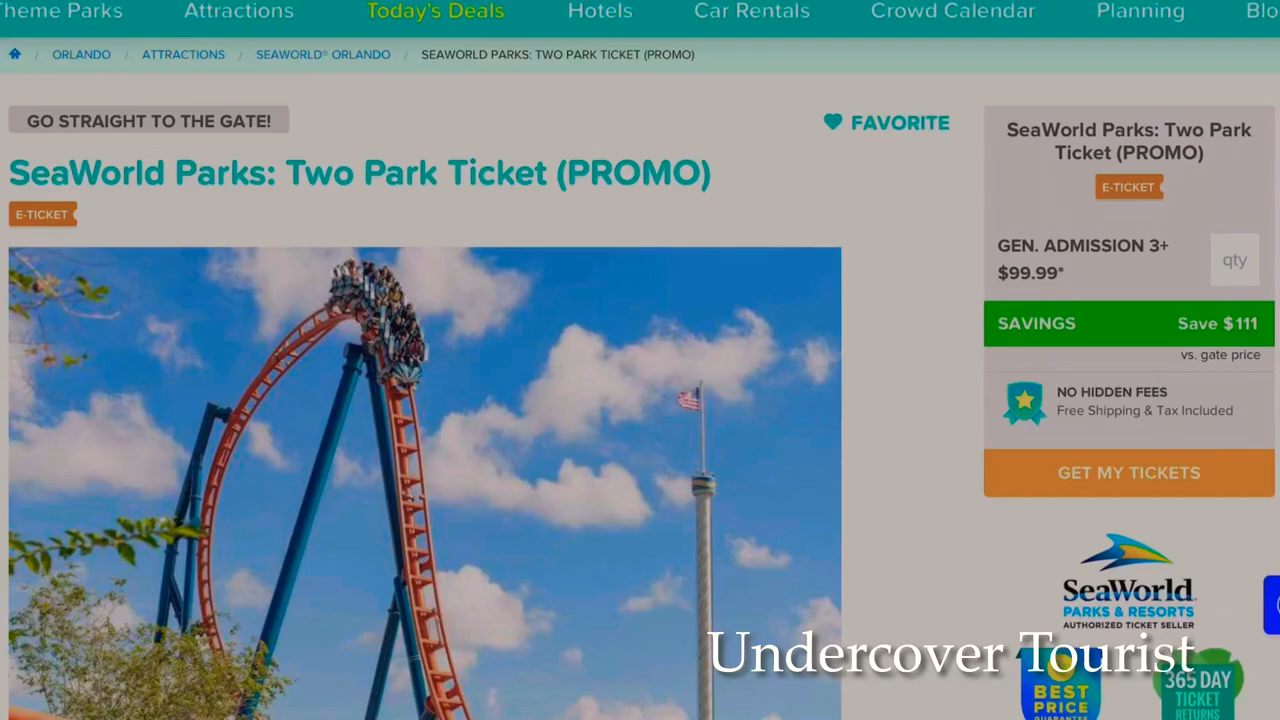 Theme Parks Attractions Today's Deals Hotels Car Rentals Crowd Calendar Planning Blo
ORLANDO / ATTRACTIONS / SEAWORLD® ORLANDO / SEAWORLD PARKS: TWO PARK TICKET (PROMO)
GO STRAIGHT TO THE GATE!
FAVORITE
SeaWorld Parks: Two Park Ticket (PROMO)
E-TICKET
SeaWorld Parks: Two Park
Ticket (PROMO)
E-TICKET
GEN. ADMISSION 3+
$99.99*
qty
SAVINGS Save $111
vs. gate price
NO HIDDEN FEES
Free Shipping & Tax Included
GET MY TICKETS
SeaWorld
PARKS & RESORTS
AUTHORIZED TICKET SELLER
Undercover Tourist
BEST
PRICE
GUARANTEE
365 DAY
TICKET
RETURNS